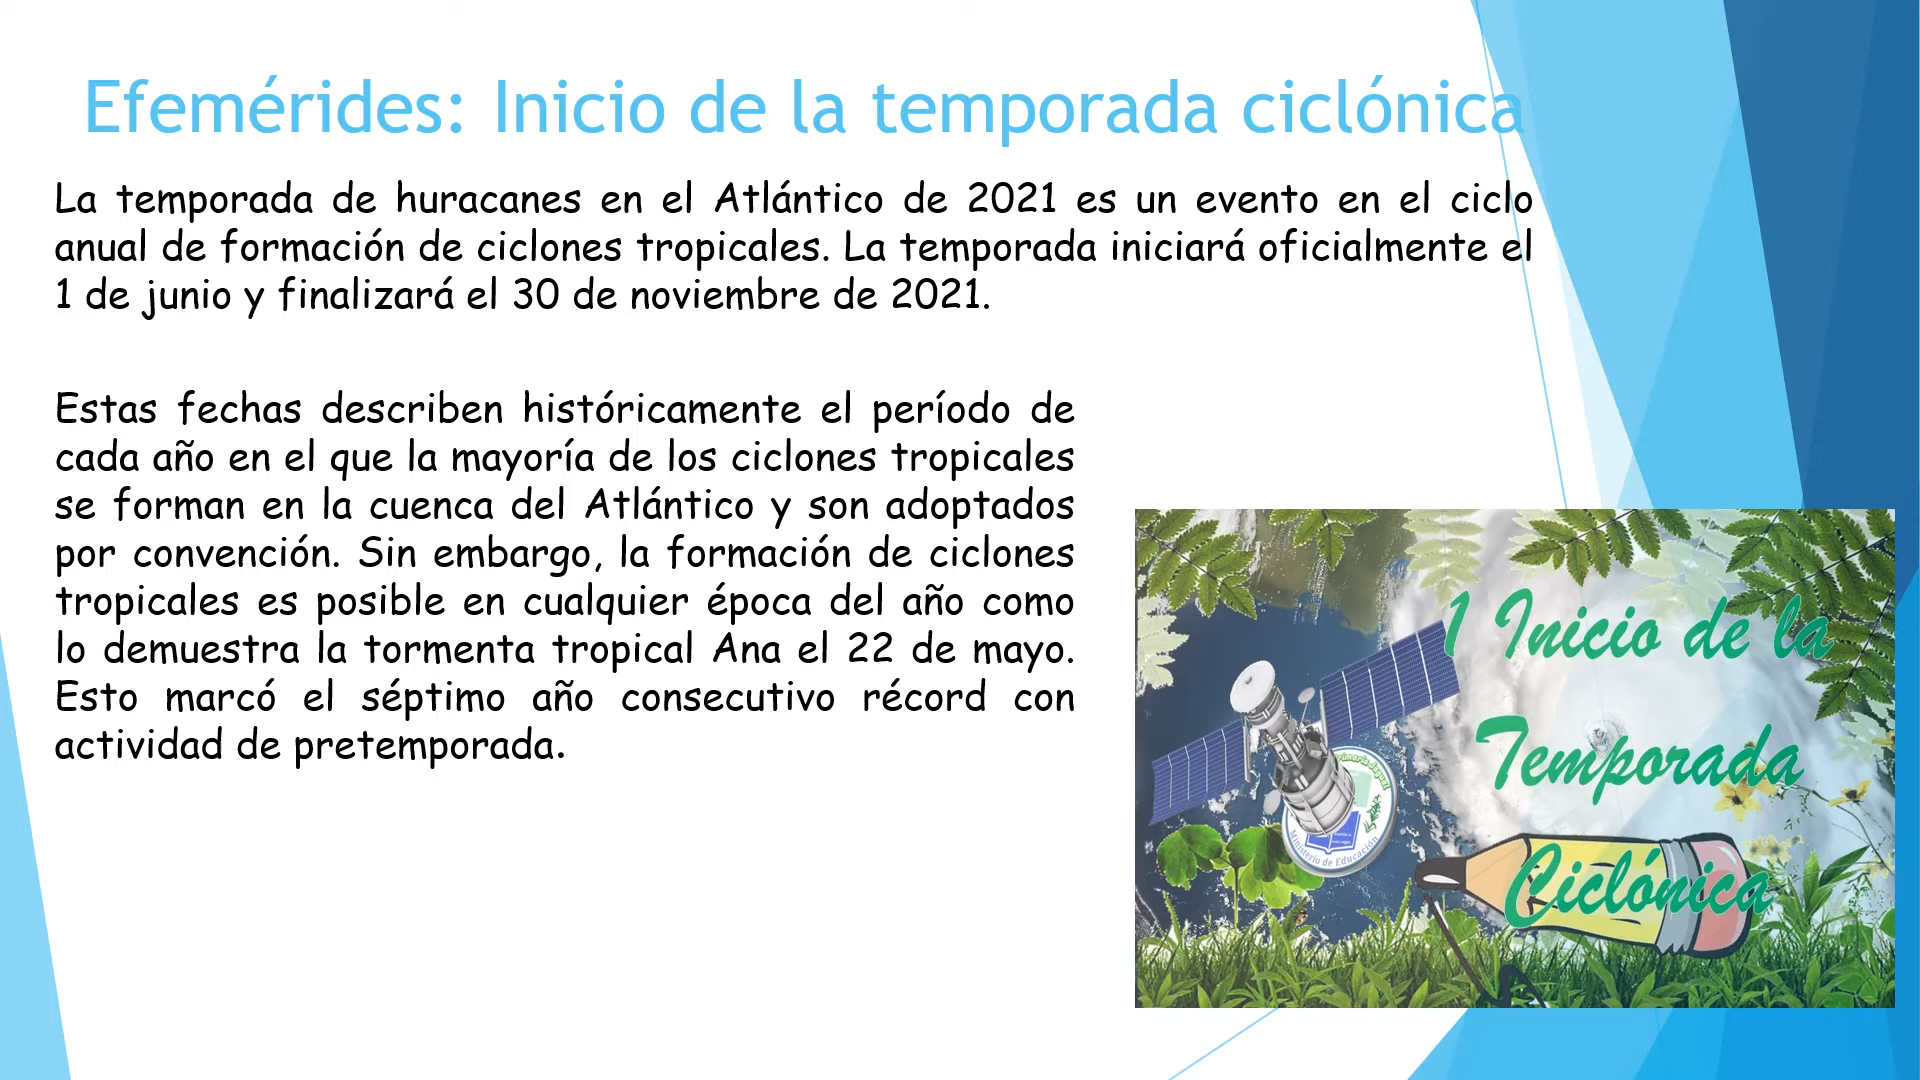 Efemérides: Inicio de la temporada ciclónica
La temporada de huracanes en el Atlántico de 2021 es un evento en el ciclo
anual de formación de ciclones tropicales. La temporada iniciará oficialmente el
1 de junio y finalizará el 30 de noviembre de 2021.
Estas fechas describen históricamente el período de
cada año en el que la mayoría de los ciclones tropicales
se forman en la cuenca del Atlántico y son adoptados
por convención. Sin embargo, la formación de ciclones
tropicales es posible en cualquier época del año como
lo demuestra la tormenta tropical Ana el 22 de mayo.
Esto marcó el séptimo año consecutivo récord con
actividad de pretemporada.
1 Inicio de la
Temporada
Ciclónica
Ministerio de Educación